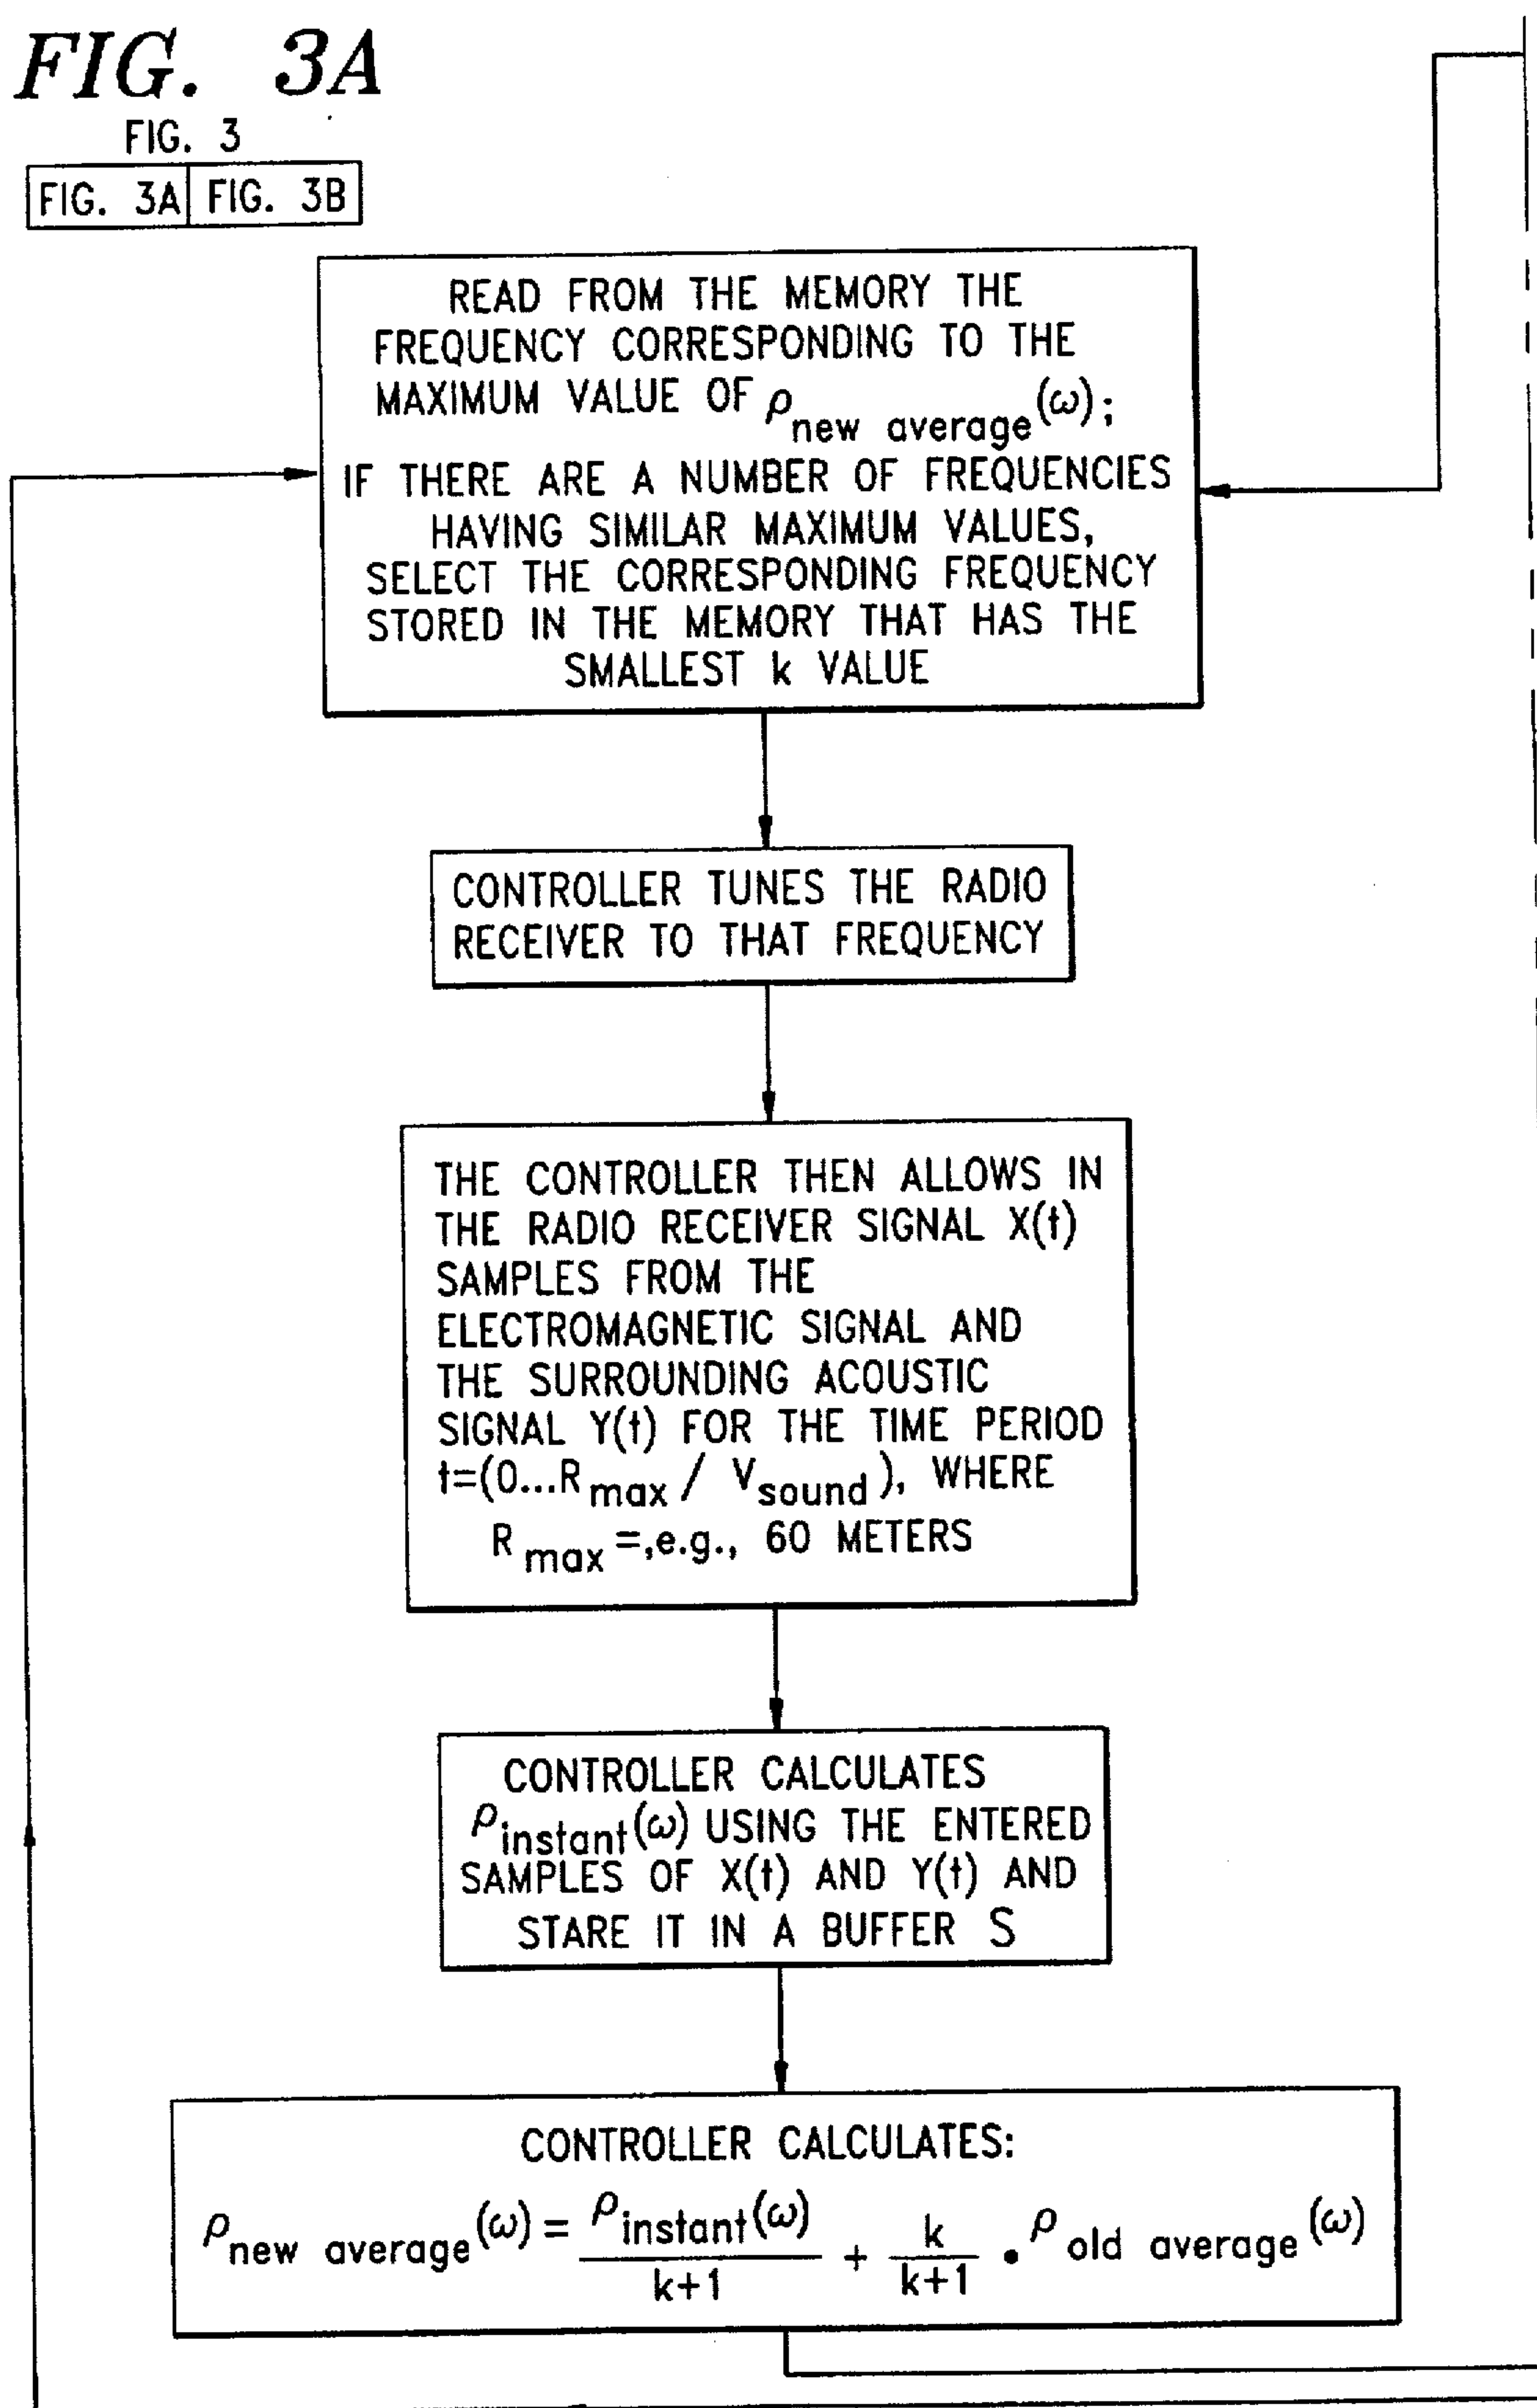 FIG. 3A
FIG. 3
FIG. 3A FIG. 3B
READ FROM THE MEMORY THE
FREQUENCY CORRESPONDING TO THE
MAXIMUM VALUE OF ρnew average(ω);
IF THERE ARE A NUMBER OF FREQUENCIES
HAVING SIMILAR MAXIMUM VALUES,
SELECT THE CORRESPONDING FREQUENCY
STORED IN THE MEMORY THAT HAS THE
SMALLEST k VALUE
CONTROLLER TUNES THE RADIO
RECEIVER TO THAT FREQUENCY
THE CONTROLLER THEN ALLOWS IN
THE RADIO RECEIVER SIGNAL X(t)
SAMPLES FROM THE
ELECTROMAGNETIC SIGNAL AND
THE SURROUNDING ACOUSTIC
SIGNAL Y(t) FOR THE TIME PERIOD
t=(0...Rmax / Vsound), WHERE
Rmax=,e.g., 60 METERS
CONTROLLER CALCULATES
ρinstant(ω) USING THE ENTERED
SAMPLES OF X(t) AND Y(t) AND
STARE IT IN A BUFFER S
CONTROLLER CALCULATES:
ρnew average(ω) = ρinstant(ω)/k+1 + k/k+1 • ρold average(ω)